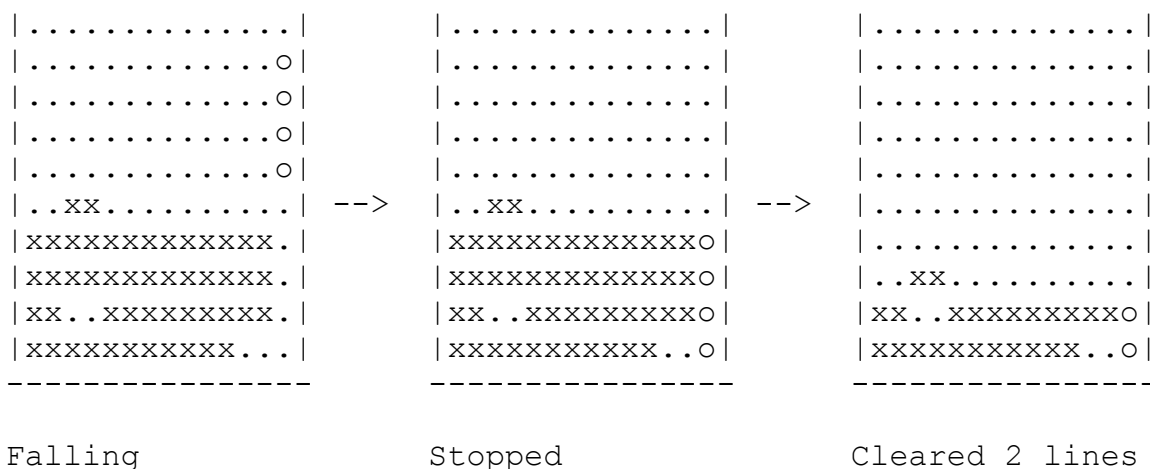 |..............|      |..............|      |..............|
|.............o|      |..............|      |..............|
|.............o|      |..............|      |..............|
|.............o|      |..............|      |..............|
|.............o|      |..............|      |..............|
|..xx..........| -->  |..xx..........| -->  |..............|
|xxxxxxxxxxxxx.|      |xxxxxxxxxxxxxo|      |..............|
|xxxxxxxxxxxxx.|      |xxxxxxxxxxxxxo|      |..xx..........|
|xx..xxxxxxxxx.|      |xx..xxxxxxxxxo|      |xx..xxxxxxxxxo|
|xxxxxxxxxxx...|      |xxxxxxxxxxx..o|      |xxxxxxxxxxx..o|
----------------      ----------------      ----------------
Falling               Stopped               Cleared 2 lines